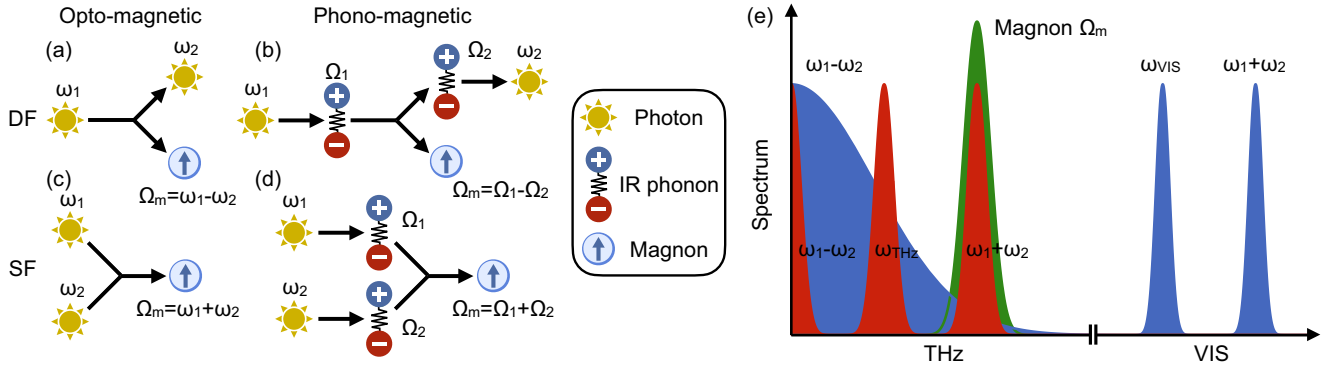 Opto-magnetic
Phono-magnetic
(a)
ω1
ω2
DF
Ωm=ω1-ω2
(b)
ω1
Ω1
Ω2
ω2
Ωm=Ω1-Ω2
(c)
ω1
SF
ω2
Ωm=ω1+ω2
(d)
ω1
Ω1
ω2
Ω2
Ωm=Ω1+Ω2
Photon
IR phonon
Magnon
(e)
Magnon Ωm
ω1-ω2
ωVIS
ω1+ω2
Spectrum
ω1-ω2
ωTHz
ω1+ω2
THz
VIS